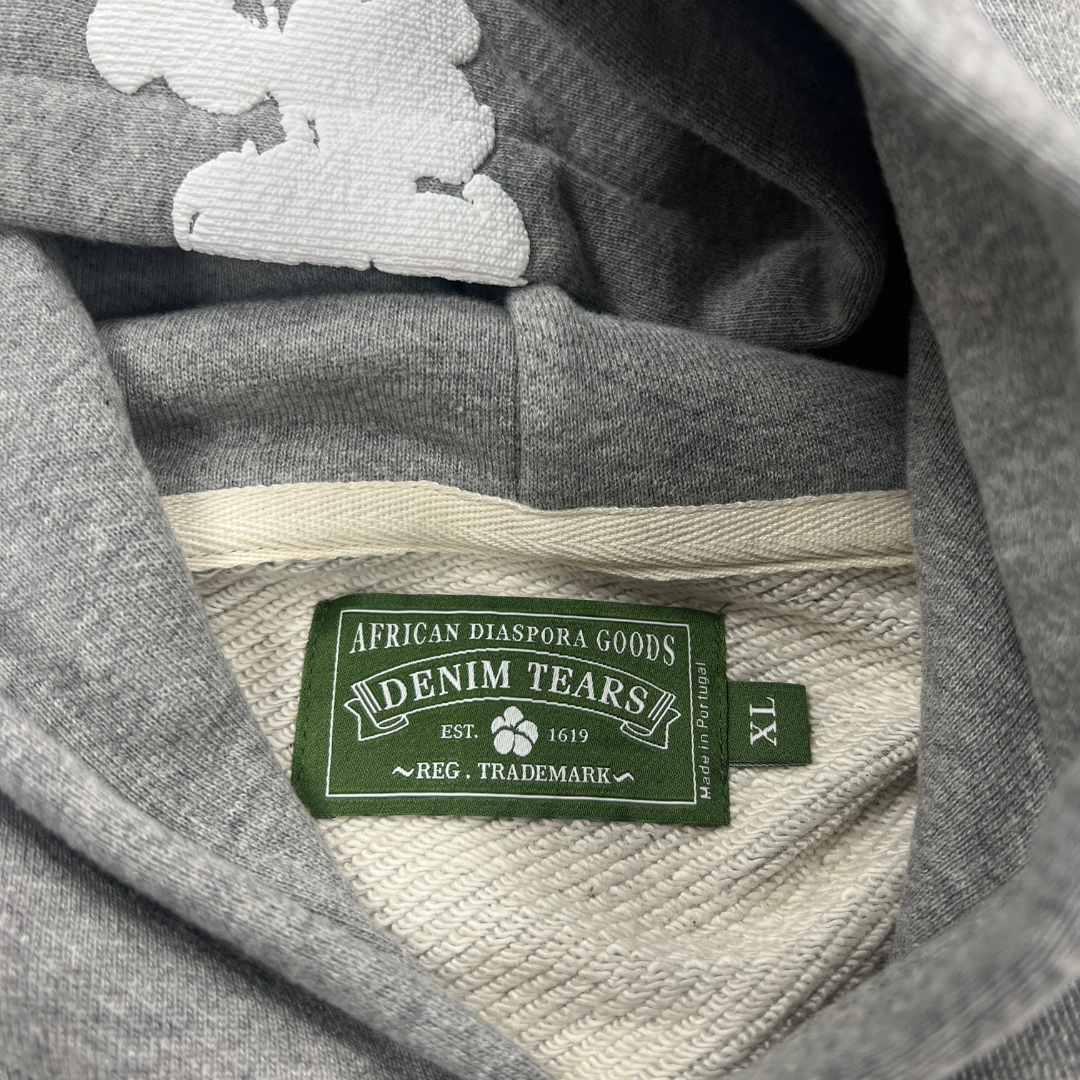 AFRICAN DIASPORA GOODS
DENIM TEARS
EST. 1619
~REG. TRADEMARK~
Made in Portugal
XL